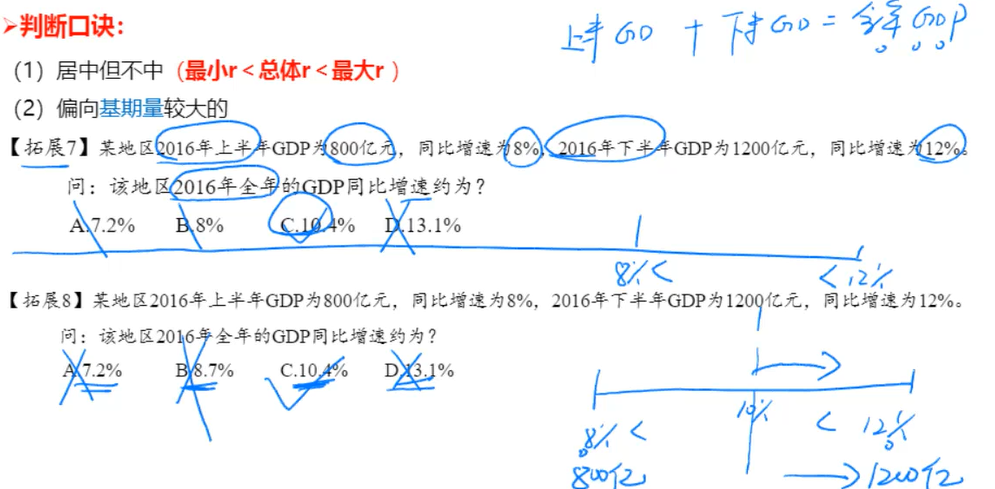 ➤判断口诀：
上半GD + 下半GD = 全年GDP
（1）居中但不中（最小r＜总体r＜最大r ）
（2）偏向基期量较大的
【拓展7】某地区2016年上半年GDP为800亿元，同比增速为8%，2016年下半年GDP为1200亿元，同比增速为12%。
问：该地区2016年全年的GDP同比增速约为？
A.7.2% B.8% C.10.4% D.13.1%
8% < < 12%
【拓展8】某地区2016年上半年GDP为800亿元，同比增速为8%，2016年下半年GDP为1200亿元，同比增速为12%。
问：该地区2016年全年的GDP同比增速约为？
A.7.2% B.8.7% C.10.4% D.13.1%
10%
8% < < 12%
800亿 1200亿